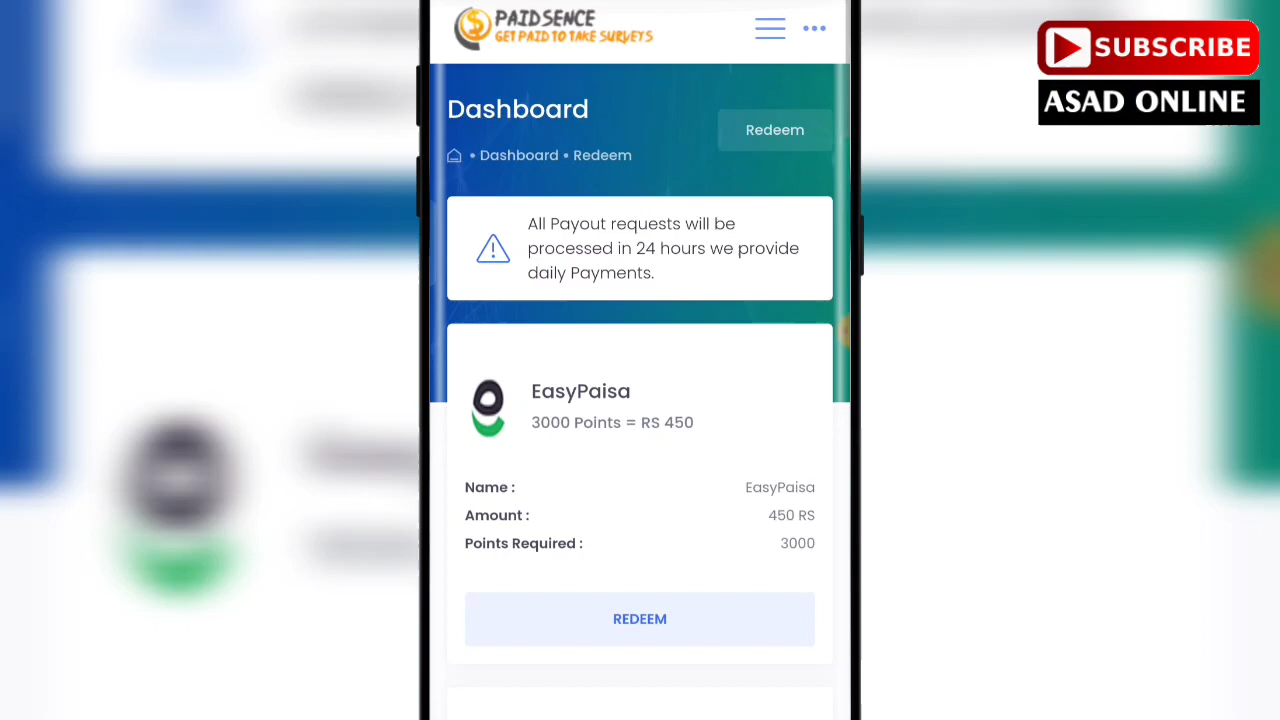 PAIDSENCE
GET PAID TO TAKE SURVEYS
SUBSCRIBE
ASAD ONLINE
Dashboard
Redeem
• Dashboard • Redeem
All Payout requests will be
processed in 24 hours we provide
daily Payments.
EasyPaisa
3000 Points = RS 450
Name : EasyPaisa
Amount : 450 RS
Points Required : 3000
REDEEM